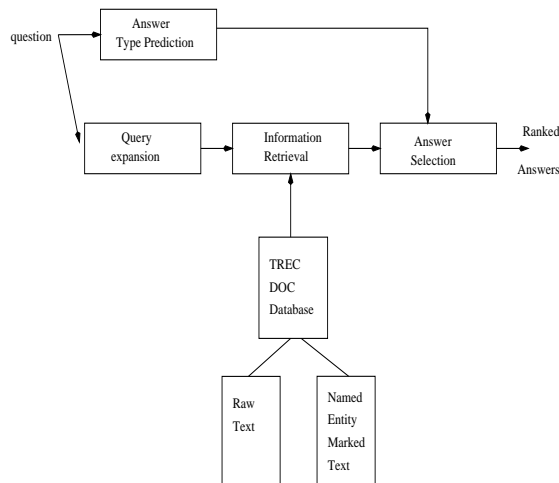 question
Answer
Type Prediction
Query
expansion
Information
Retrieval
Answer
Selection
Ranked
Answers
TREC
DOC
Database
Raw
Text
Named
Entity
Marked
Text